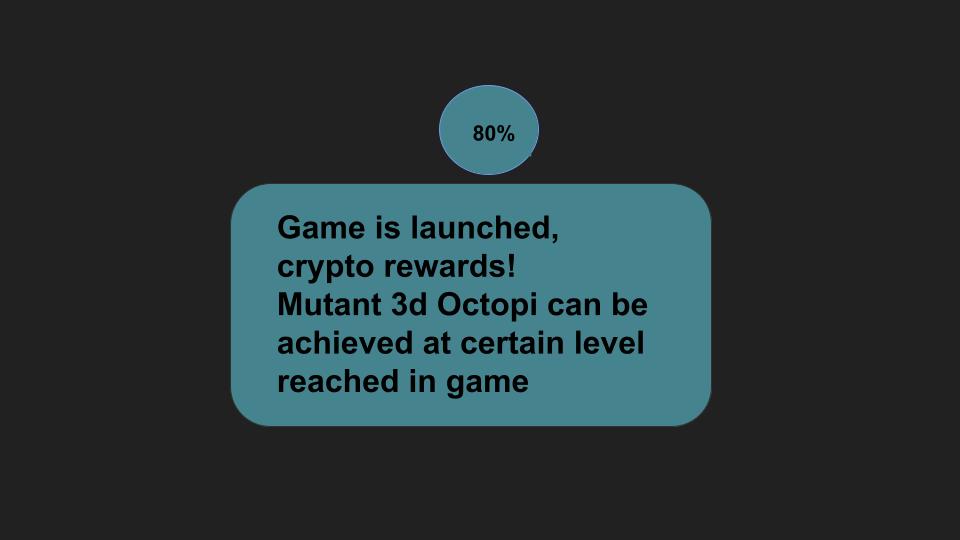 80%
Game is launched,
crypto rewards!
Mutant 3d Octopi can be
achieved at certain level
reached in game